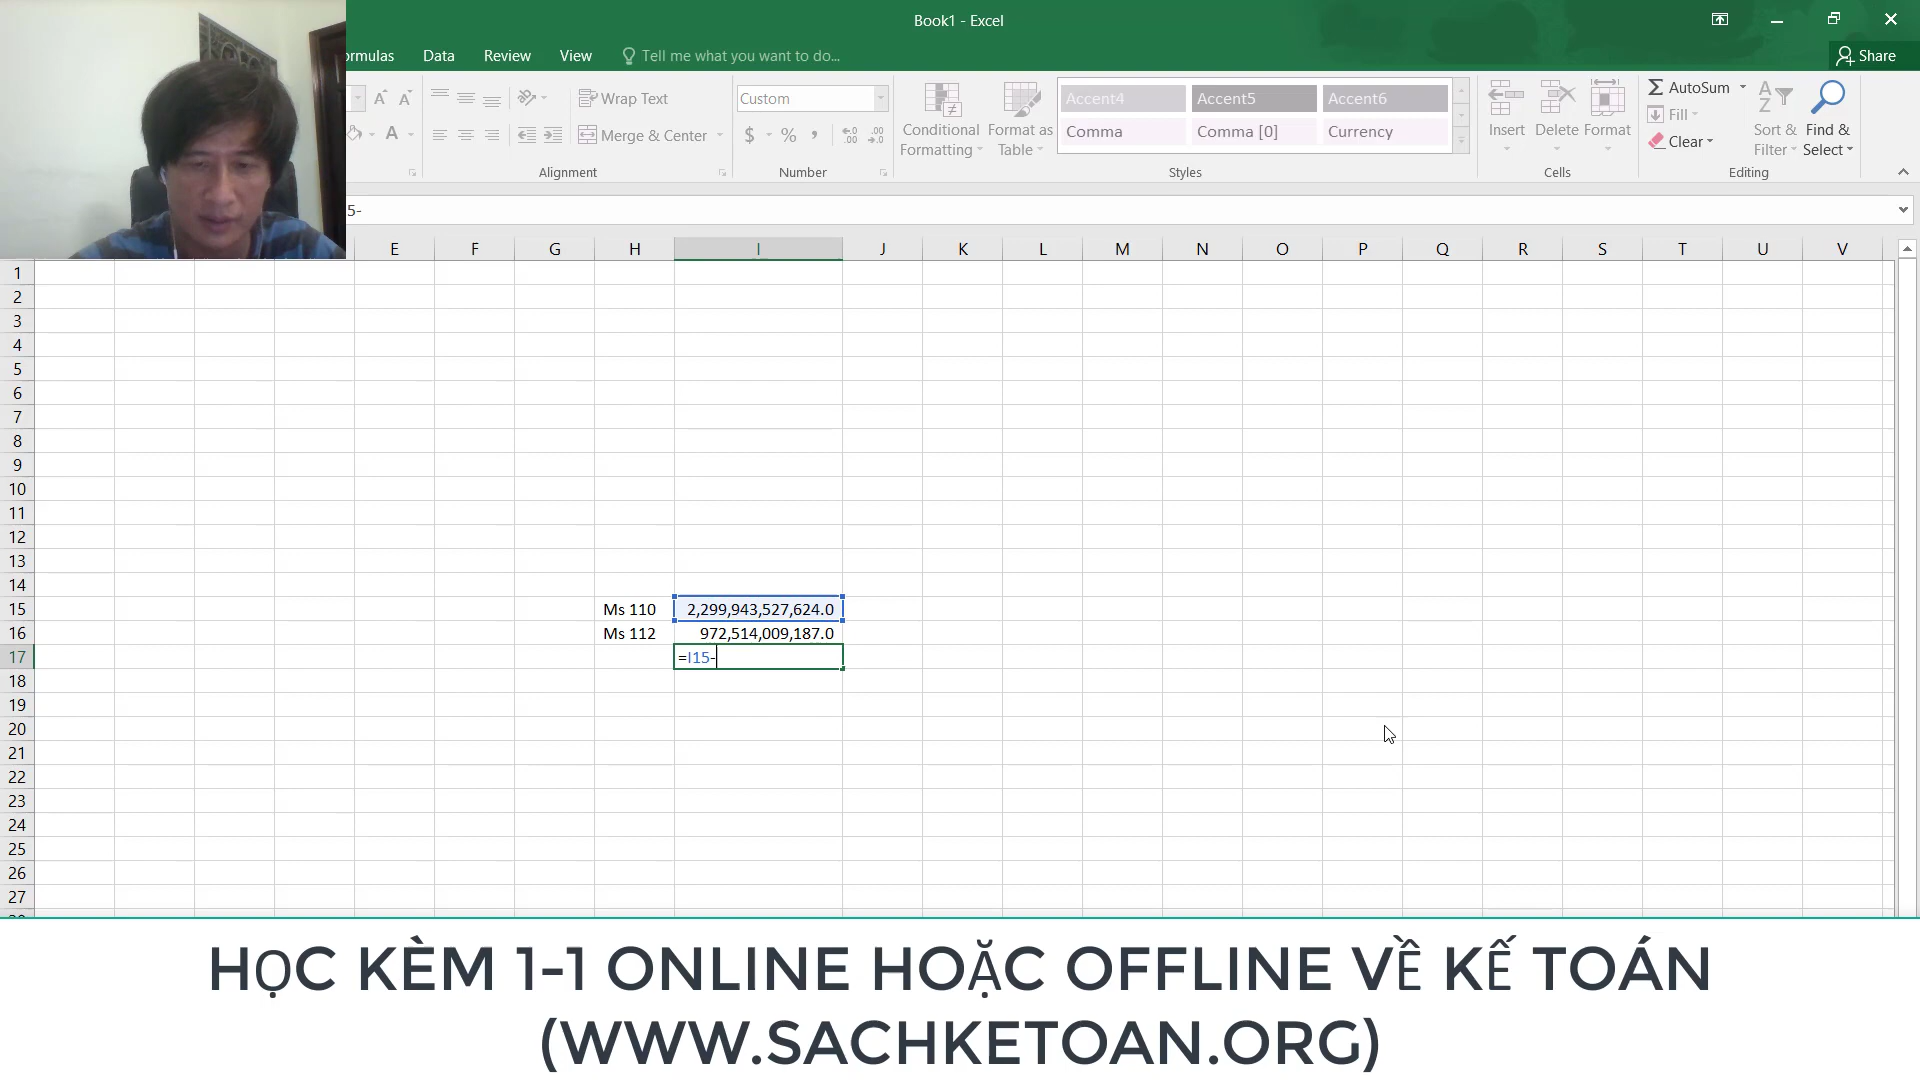 Book1 - Excel
ormulas Data Review View Tell me what you want to do...
Share
Wrap Text
Merge & Center
Alignment
Custom
$ % ,
Number
Conditional Formatting
Format as Table
Accent4 Accent5 Accent6
Comma Comma [0] Currency
Styles
Insert Delete Format
Cells
AutoSum
Fill
Clear
Sort & Filter
Find & Select
Editing
5-
E F G H I J K L M N O P Q R S T U V
1
2
3
4
5
6
7
8
9
10
11
12
13
14
15 Ms 110 2,299,943,527,624.0
16 Ms 112 972,514,009,187.0
17 =I15-
18
19
20
21
22
23
24
25
26
27
HỌC KÈM 1-1 ONLINE HOẶC OFFLINE VỀ KẾ TOÁN
(WWW.SACHKETOAN.ORG)